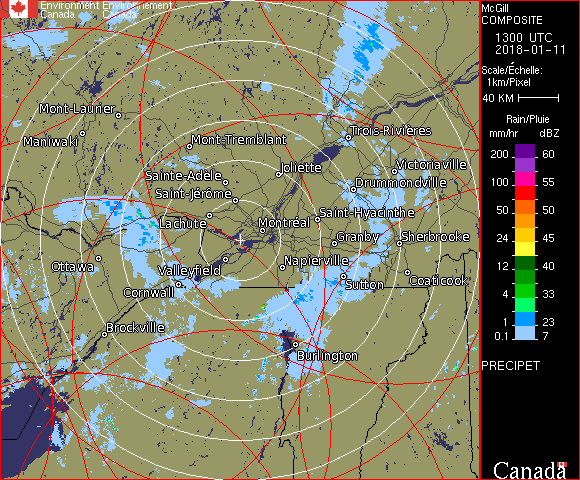 Environment Environnement
Canada Canada
McGill
COMPOSITE
1300 UTC
2018-01-11
Scale/Échelle:
1km/Pixel
40 KM
Rain/Pluie
mm/hr dBZ
200 60
100 55
50 50
24 45
12 40
4 33
1 23
0.1 7
PRECIPET
Canada
Mont-Laurier
Maniwaki
Mont-Tremblant
Trois-Rivières
Victoriaville
Joliette
Sainte-Adèle
Drummondville
Saint-Jérôme
Saint-Hyacinthe
Lachute
Montréal
Granby
Sherbrooke
Ottawa
Valleyfield
Napierville
Coaticook
Cornwall
Sutton
Brockville
Burlington